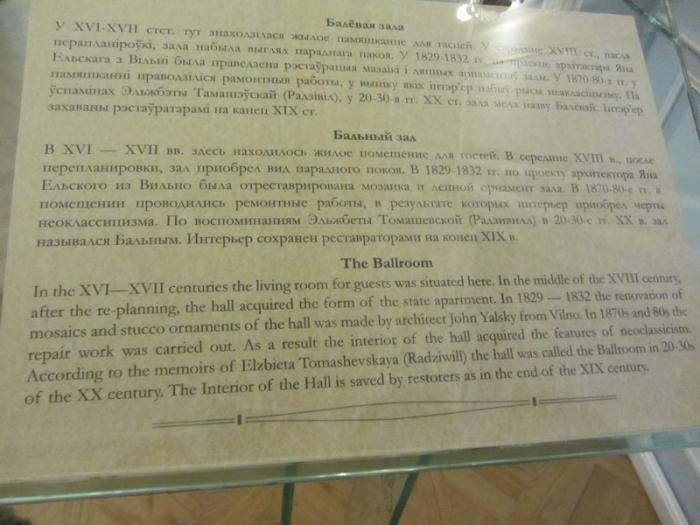 Балёвая зала
У XVI-XVII стст. тут знаходзілася жылое памяшканне для гасцей. У сярэдзіне XVIII ст., пасля
перапланіроўкі, зала набыла выгляд параднага пакоя. У 1829-1832 гг. па праекце архітэктара Яна
Ельскага з Вільні была праведзена рэстаўрацыя мазаікі і ляпных арнаментаў залы. У 1870-80-я гг. у
памяшканні праводзіліся рамонтныя работы, у выніку якіх інтэр'ер набыў рысы неакласіцызму. Па
ўспамінах Эльжбэты Тамашэўскай (Радзівіл), у 20-30-я гг. XX ст. зала мела назву Балёвай. Інтэр'ер
захаваны рэстаўратарамі на канец XIX ст.
Бальный зал
В XVI — XVII вв. здесь находилось жилое помещение для гостей. В середине XVIII в., после
перепланировки, зал приобрел вид парадного покоя. В 1829-1832 гг. по проекту архитектора Яна
Ельского из Вильно была отреставрирована мозаика и лепной орнамент зала. В 1870-80-е гг. в
помещении проводились ремонтные работы, в результате которых интерьер приобрел черты
неоклассицизма. По воспоминаниям Эльжбеты Томашевской (Радзивилл) в 20-30-е гг. XX в. зал
назывался Бальным. Интерьер сохранен реставраторами на конец XIX в.
The Ballroom
In the XVI—XVII centuries the living room for guests was situated here. In the middle of the XVIII century,
after the re-planning, the hall acquired the form of the state apartment. In 1829 — 1832 the renovation of
mosaics and stucco ornaments of the hall was made by architect John Yalsky from Vilno. In 1870s and 80s the
repair work was carried out. As a result the interior of the hall acquired the features of neoclassicism.
According to the memoirs of Elzbieta Tomashevskaya (Radziwill) the hall was called the Ballroom in 20-30s
of the XX century. The Interior of the Hall is saved by restorers as in the end of the XIX century.